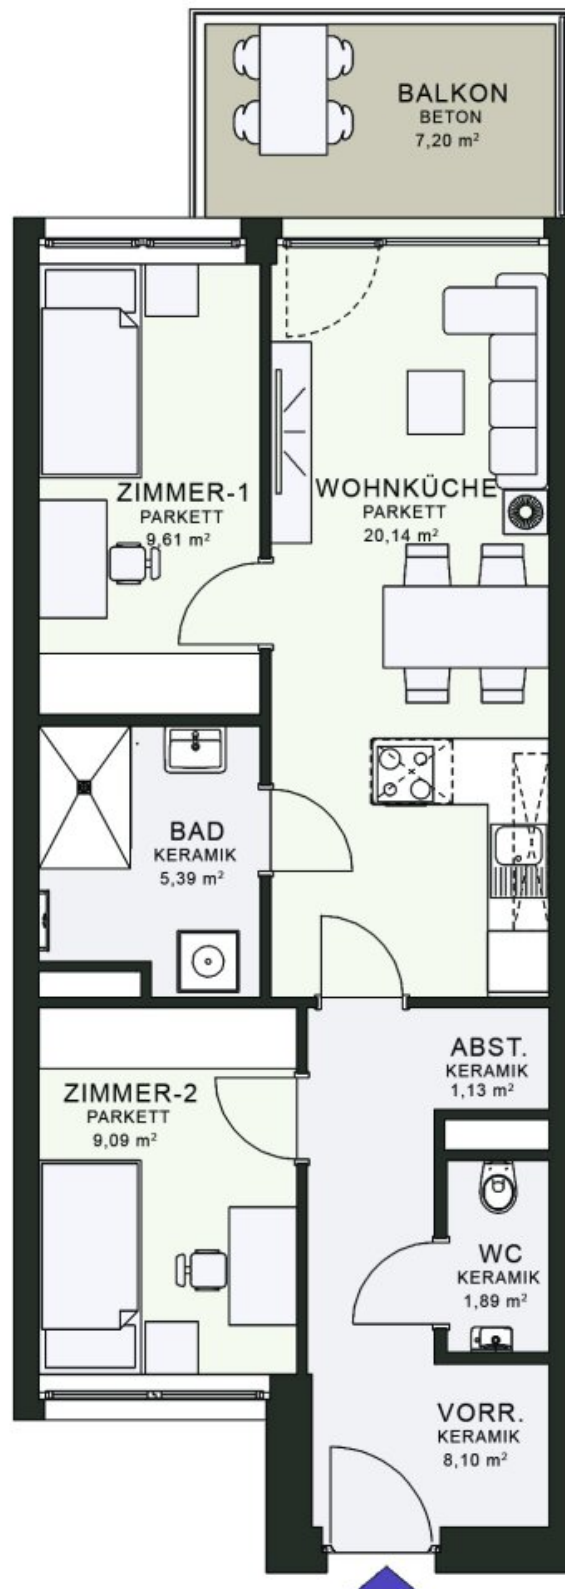 BALKON
BETON
7,20 m²
ZIMMER-1
PARKETT
9,61 m²
WOHNKÜCHE
PARKETT
20,14 m²
BAD
KERAMIK
5,39 m²
ABST.
KERAMIK
1,13 m²
ZIMMER-2
PARKETT
9,09 m²
WC
KERAMIK
1,89 m²
VORR.
KERAMIK
8,10 m²